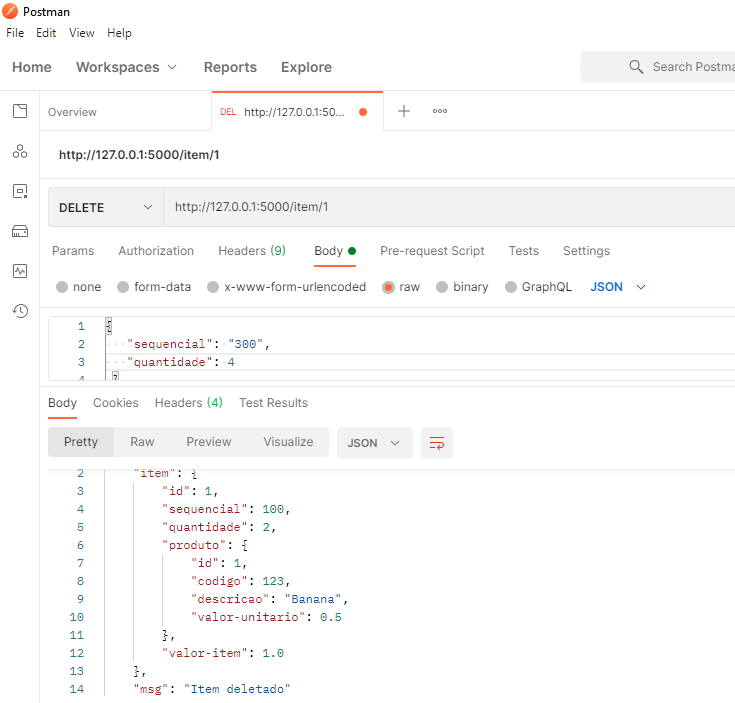 Postman
File Edit View Help
Home Workspaces Reports Explore Search Postma
Overview DEL http://127.0.0.1:50...
http://127.0.0.1:5000/item/1
DELETE http://127.0.0.1:5000/item/1
Params Authorization Headers (9) Body Pre-request Script Tests Settings
none form-data x-www-form-urlencoded raw binary GraphQL JSON
1 {
2 "sequencial": "300",
3 "quantidade": 4
4 }
Body Cookies Headers (4) Test Results
Pretty Raw Preview Visualize JSON
2 "item": {
3 "id": 1,
4 "sequencial": 100,
5 "quantidade": 2,
6 "produto": {
7 "id": 1,
8 "codigo": 123,
9 "descricao": "Banana",
10 "valor-unitario": 0.5
11 },
12 "valor-item": 1.0
13 },
14 "msg": "Item deletado"